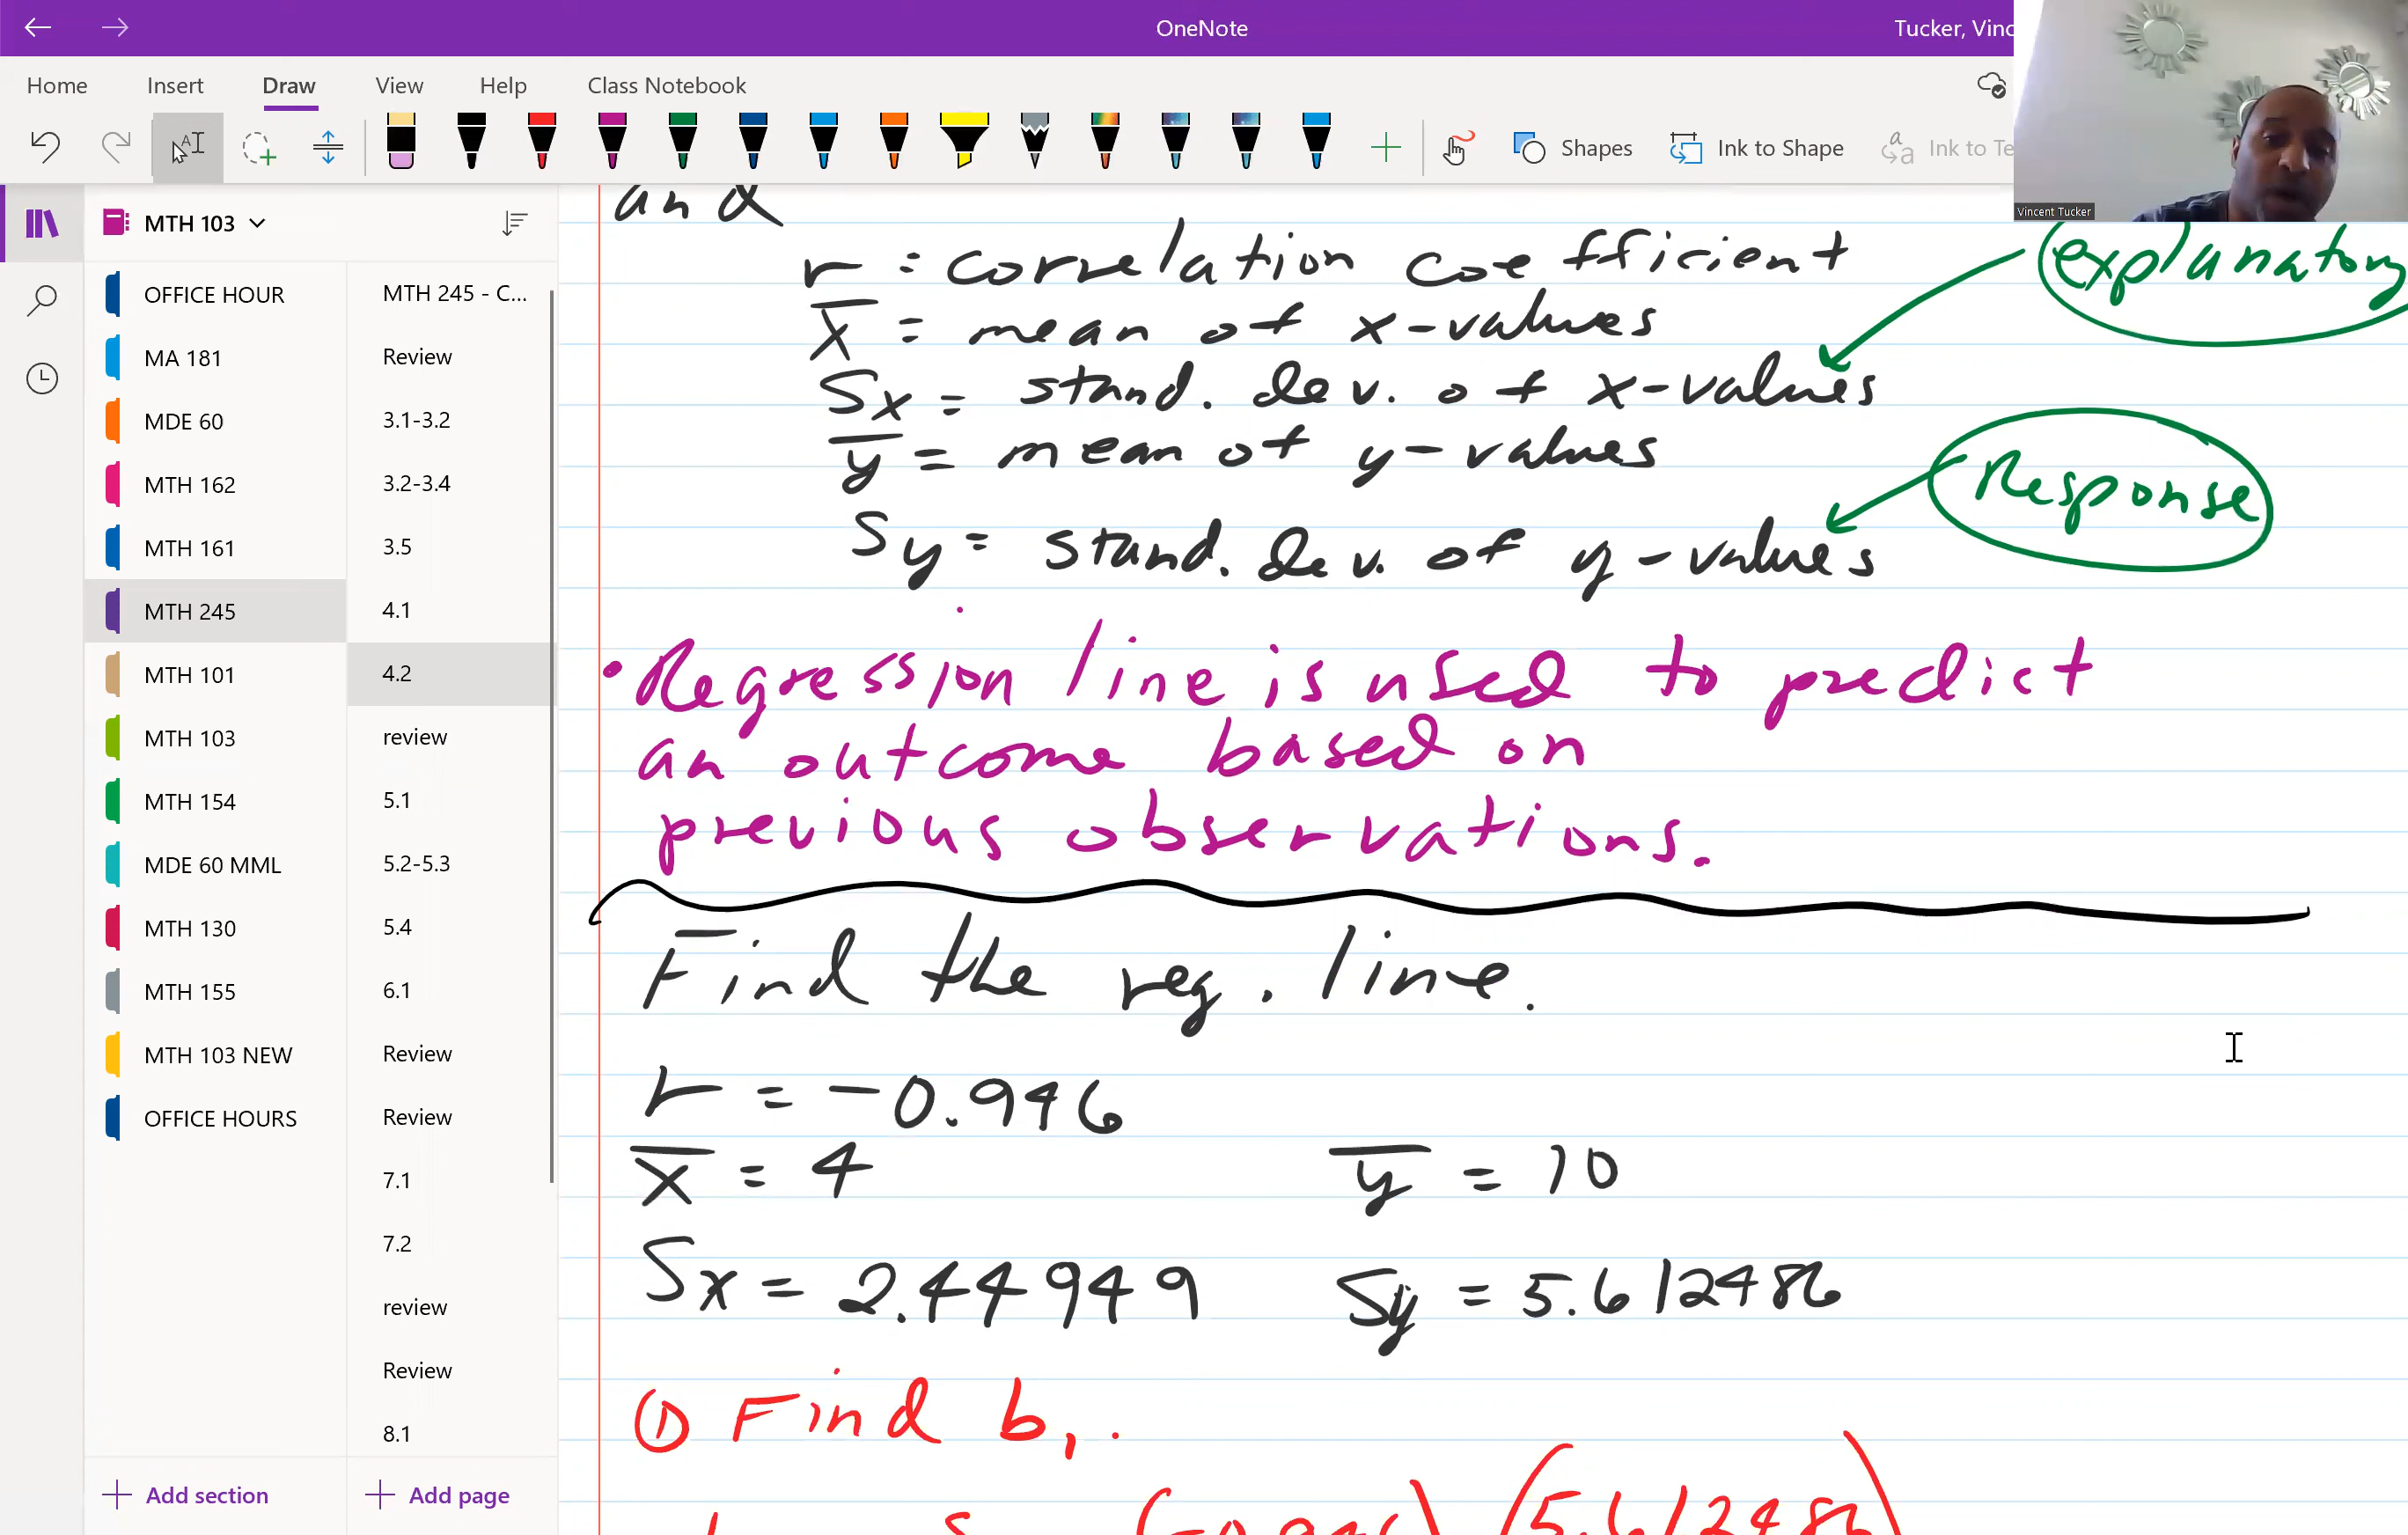 OneNote
Tucker, Vinc
Home Insert Draw View Help Class Notebook
Shapes Ink to Shape Ink to Te
Vincent Tucker
MTH 103
OFFICE HOUR
MA 181
MDE 60
MTH 162
MTH 161
MTH 245
MTH 101
MTH 103
MTH 154
MDE 60 MML
MTH 130
MTH 155
MTH 103 NEW
OFFICE HOURS
Add section
MTH 245 - C...
Review
3.1-3.2
3.2-3.4
3.5
4.1
4.2
review
5.1
5.2-5.3
5.4
6.1
Review
Review
7.1
7.2
review
Review
8.1
Add page
and
r = correlation coefficient
x̄ = mean of x-values
explanatory
Sx = stand. dev. of x-values
ȳ = mean of y-values
Response
Sy = stand. dev. of y-values
• Regression line is used to predict
an outcome based on
previous observations.
Find the reg. line.
r = -0.946
x̄ = 4 ȳ = 10
Sx = 2.44949 Sy = 5.612486
① Find b₁.
(5.612486)